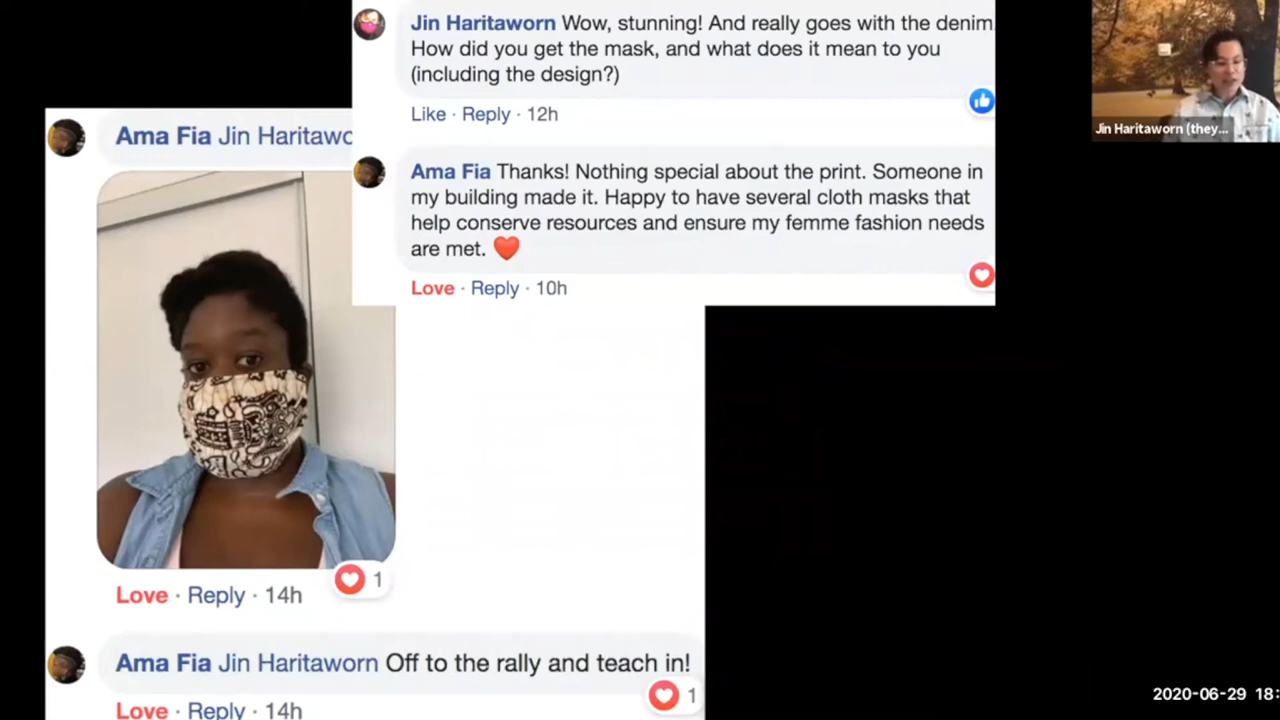 Jin Haritaworn Wow, stunning! And really goes with the denim.
How did you get the mask, and what does it mean to you
(including the design?)
Like · Reply · 12h
Ama Fia Thanks! Nothing special about the print. Someone in
my building made it. Happy to have several cloth masks that
help conserve resources and ensure my femme fashion needs
are met. ❤️
Love · Reply · 10h
Ama Fia Jin Haritawo
Love · Reply · 14h
1
Ama Fia Jin Haritaworn Off to the rally and teach in!
1
Love · Reply · 14h
Jin Haritaworn (they...
2020-06-29 18: